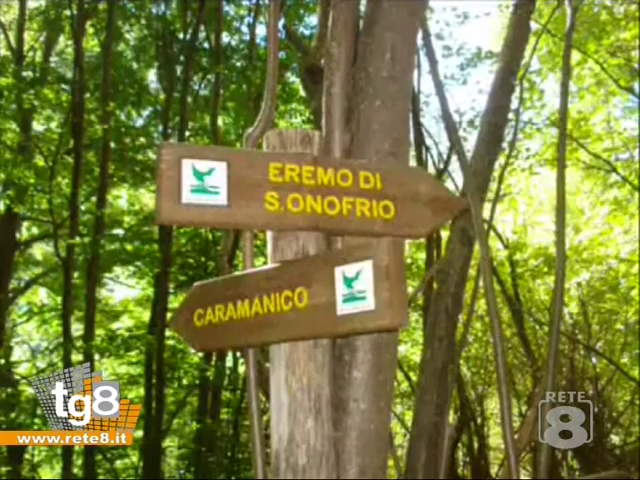 EREMO DI
S.ONOFRIO
CARAMANICO
tg8
www.rete8.it
RETE
8